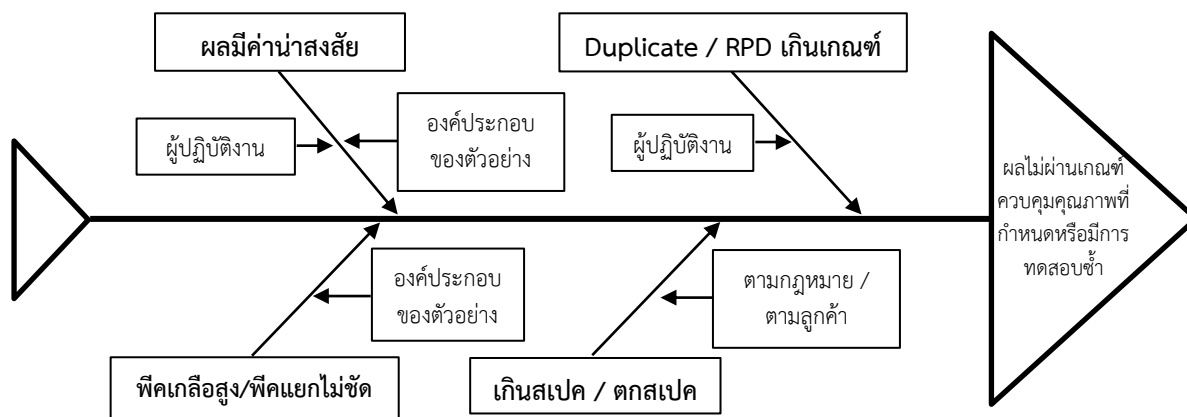 ผลมีค่าน่าสงสัย
Duplicate / RPD เกินเกณฑ์
ผู้ปฏิบัติงาน
องค์ประกอบ
ของตัวอย่าง
ผู้ปฏิบัติงาน
ผลไม่ผ่านเกณฑ์
ควบคุมคุณภาพที่
กำหนดหรือมีการ
ทดสอบซ้ำ
องค์ประกอบ
ของตัวอย่าง
ตามกฎหมาย /
ตามลูกค้า
พีคเกลือสูง/พีคแยกไม่ชัด
เกินสเปค / ตกสเปค